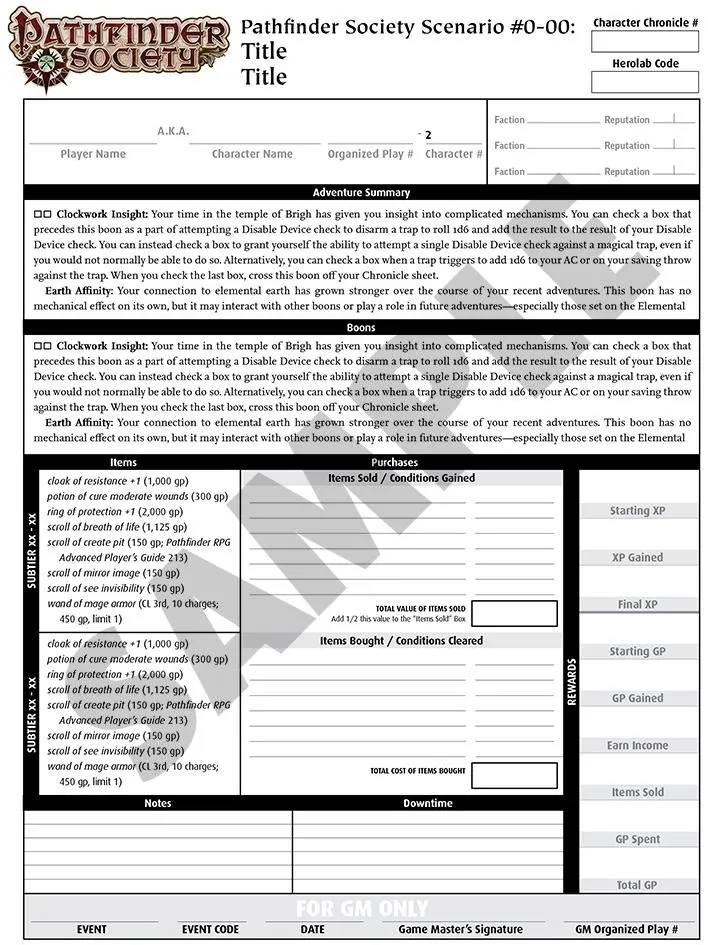 PATHFINDER
SOCIETY
Pathfinder Society Scenario #0-00:
Title
Title
Character Chronicle #
Herolab Code
A.K.A.
- 2
Player Name
Character Name
Organized Play #
Character #
Faction Reputation
Faction Reputation
Faction Reputation
Adventure Summary
□□ Clockwork Insight: Your time in the temple of Brigh has given you insight into complicated mechanisms. You can check a box that
precedes this boon as a part of attempting a Disable Device check to disarm a trap to roll 1d6 and add the result to the result of your Disable
Device check. You can instead check a box to grant yourself the ability to attempt a single Disable Device check against a magical trap, even if
you would not normally be able to do so. Alternatively, you can check a box when a trap triggers to add 1d6 to your AC or on your saving throw
against the trap. When you check the last box, cross this boon off your Chronicle sheet.
Earth Affinity: Your connection to elemental earth has grown stronger over the course of your recent adventures. This boon has no
mechanical effect on its own, but it may interact with other boons or play a role in future adventures—especially those set on the Elemental
Boons
□□ Clockwork Insight: Your time in the temple of Brigh has given you insight into complicated mechanisms. You can check a box that
precedes this boon as a part of attempting a Disable Device check to disarm a trap to roll 1d6 and add the result to the result of your Disable
Device check. You can instead check a box to grant yourself the ability to attempt a single Disable Device check against a magical trap, even if
you would not normally be able to do so. Alternatively, you can check a box when a trap triggers to add 1d6 to your AC or on your saving throw
against the trap. When you check the last box, cross this boon off your Chronicle sheet.
Earth Affinity: Your connection to elemental earth has grown stronger over the course of your recent adventures. This boon has no
mechanical effect on its own, but it may interact with other boons or play a role in future adventures—especially those set on the Elemental
Items
SUBTIER XX - XX
cloak of resistance +1 (1,000 gp)
potion of cure moderate wounds (300 gp)
ring of protection +1 (2,000 gp)
scroll of breath of life (1,125 gp)
scroll of create pit (150 gp; Pathfinder RPG
Advanced Player's Guide 213)
scroll of mirror image (150 gp)
scroll of see invisibility (150 gp)
wand of mage armor (CL 3rd, 10 charges;
450 gp, limit 1)
SUBTIER XX - XX
cloak of resistance +1 (1,000 gp)
potion of cure moderate wounds (300 gp)
ring of protection +1 (2,000 gp)
scroll of breath of life (1,125 gp)
scroll of create pit (150 gp; Pathfinder RPG
Advanced Player's Guide 213)
scroll of mirror image (150 gp)
scroll of see invisibility (150 gp)
wand of mage armor (CL 3rd, 10 charges;
450 gp, limit 1)
Purchases
Items Sold / Conditions Gained
TOTAL VALUE OF ITEMS SOLD
Add 1/2 this value to the "Items Sold" Box
Items Bought / Conditions Cleared
TOTAL COST OF ITEMS BOUGHT
REWARDS
Starting XP
XP Gained
Final XP
Starting GP
GP Gained
Earn Income
Items Sold
GP Spent
Total GP
Notes
Downtime
FOR GM ONLY
EVENT
EVENT CODE
DATE
Game Master's Signature
GM Organized Play #
SAMPLE